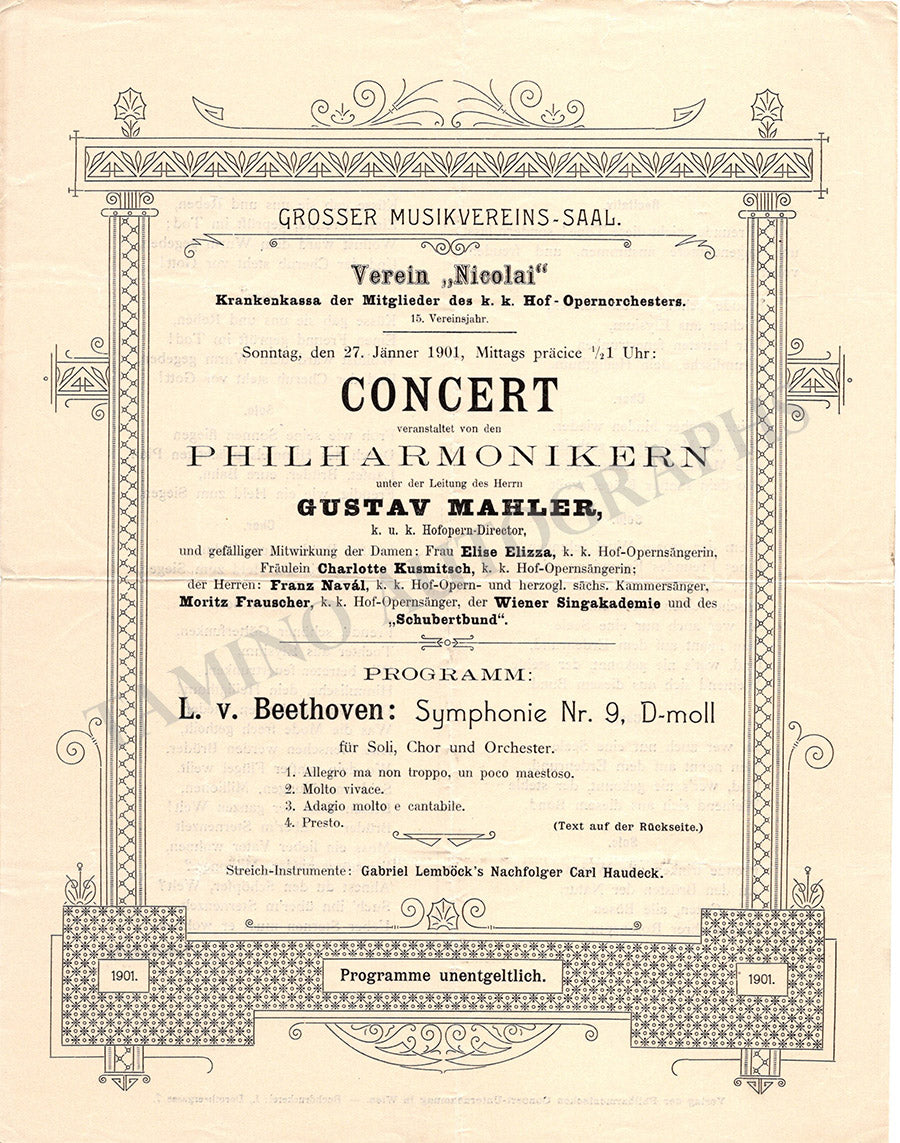 GROSSER MUSIKVEREINS-SAAL.
Verein „Nicolai“
Krankenkassa der Mitglieder des k. k. Hof-Opernorchesters.
15. Vereinsjahr.
Sonntag, den 27. Jänner 1901, Mittags präcice ½1 Uhr:
CONCERT
veranstaltet von den
PHILHARMONIKERN
unter der Leitung des Herrn
GUSTAV MAHLER,
k. u. k. Hofopern-Director,
und gefälliger Mitwirkung der Damen: Frau Elise Elizza, k. k. Hof-Opernsängerin,
Fräulein Charlotte Kusmitsch, k. k. Hof-Opernsängerin;
der Herren: Franz Navál, k. k. Hof-Opern- und herzogl. sächs. Kammersänger,
Moritz Frauscher, k. k. Hof-Opernsänger, der Wiener Singakademie und des
„Schubertbund“.
PROGRAMM:
L. v. Beethoven: Symphonie Nr. 9, D-moll
für Soli, Chor und Orchester.
1. Allegro ma non troppo, un poco maestoso.
2. Molto vivace.
3. Adagio molto e cantabile.
4. Presto.
(Text auf der Rückseite.)
Streich-Instrumente: Gabriel Lemböck's Nachfolger Carl Haudeck.
1901.
Programme unentgeltlich.
1901.
TAMINO AUTOGRAPHS